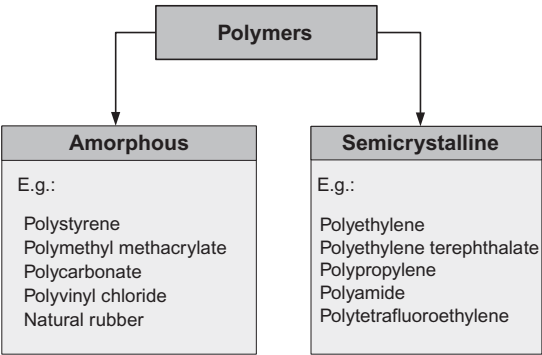 Polymers
Amorphous
E.g.:
Polystyrene
Polymethyl methacrylate
Polycarbonate
Polyvinyl chloride
Natural rubber
Semicrystalline
E.g.:
Polyethylene
Polyethylene terephthalate
Polypropylene
Polyamide
Polytetrafluoroethylene